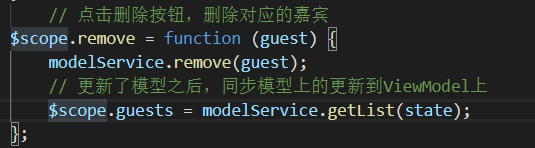 // 点击删除按钮，删除对应的嘉宾
$scope.remove = function (guest) {
modelService.remove(guest);
// 更新了模型之后，同步模型上的更新到ViewModel上
$scope.guests = modelService.getList(state);
};